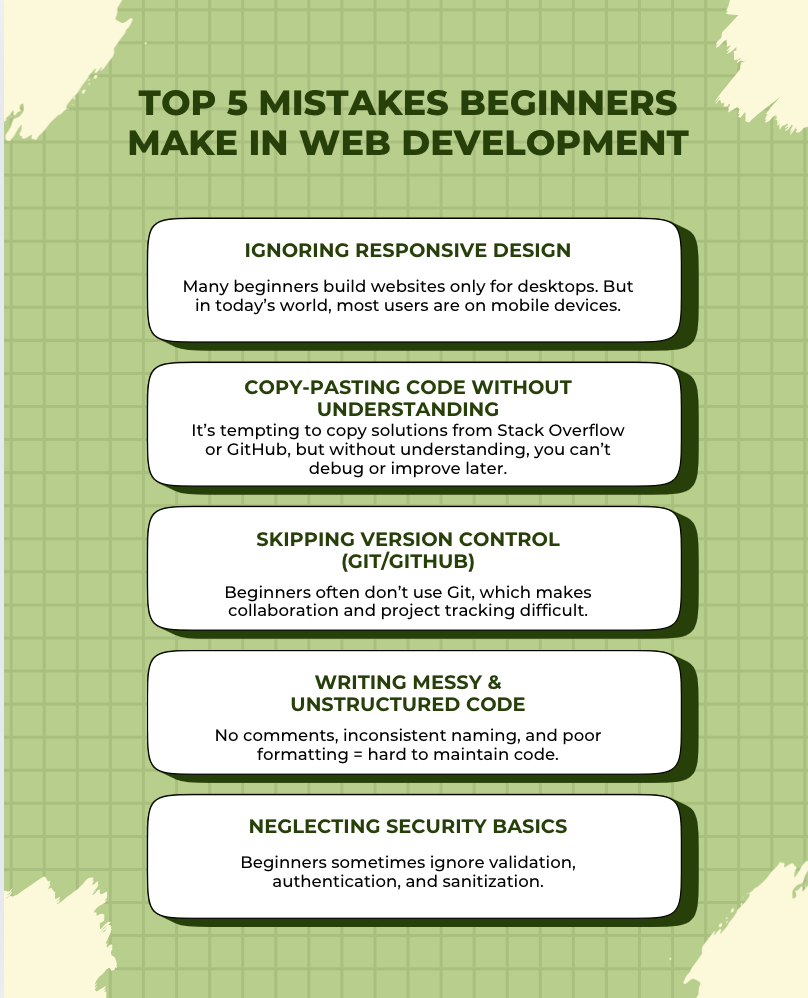 TOP 5 MISTAKES BEGINNERS
MAKE IN WEB DEVELOPMENT
IGNORING RESPONSIVE DESIGN
Many beginners build websites only for desktops. But
in today’s world, most users are on mobile devices.
COPY-PASTING CODE WITHOUT
UNDERSTANDING
It’s tempting to copy solutions from Stack Overflow
or GitHub, but without understanding, you can’t
debug or improve later.
SKIPPING VERSION CONTROL
(GIT/GITHUB)
Beginners often don’t use Git, which makes
collaboration and project tracking difficult.
WRITING MESSY &
UNSTRUCTURED CODE
No comments, inconsistent naming, and poor
formatting = hard to maintain code.
NEGLECTING SECURITY BASICS
Beginners sometimes ignore validation,
authentication, and sanitization.